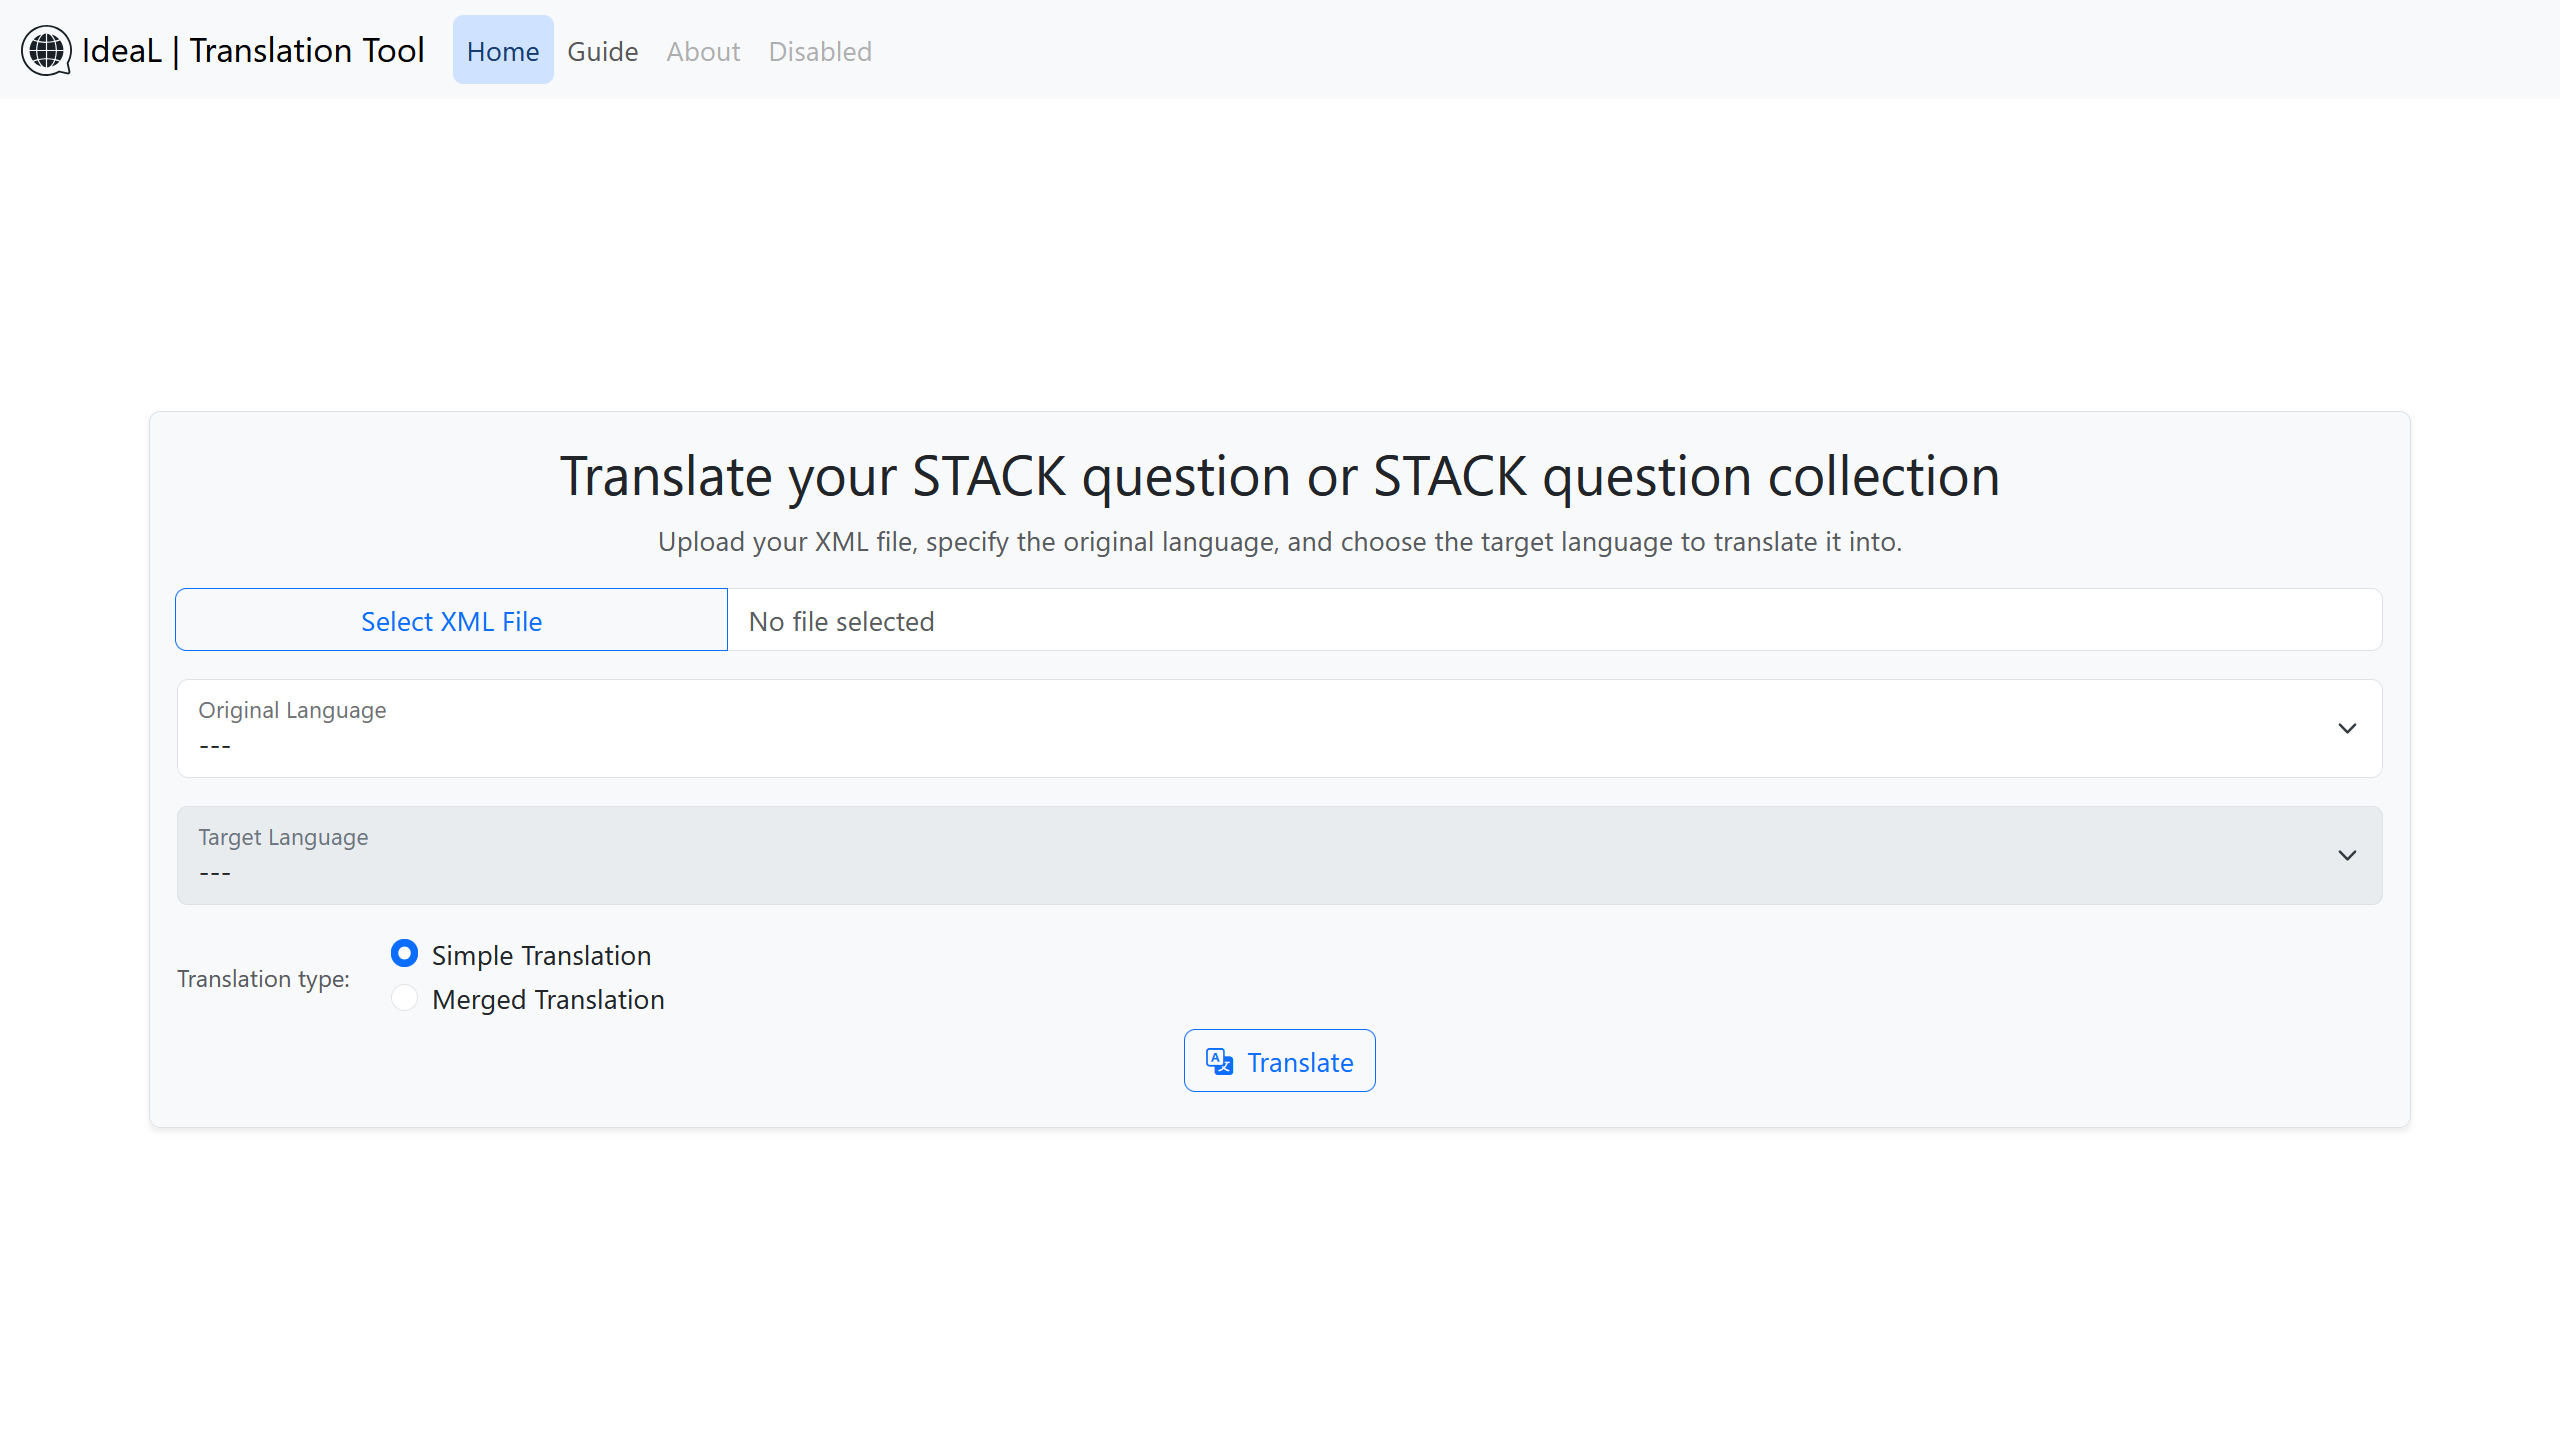 IdeaL | Translation Tool Home Guide About Disabled
Translate your STACK question or STACK question collection
Upload your XML file, specify the original language, and choose the target language to translate it into.
Select XML File No file selected
Original Language
---
Target Language
---
Translation type:
Simple Translation
Merged Translation
Translate